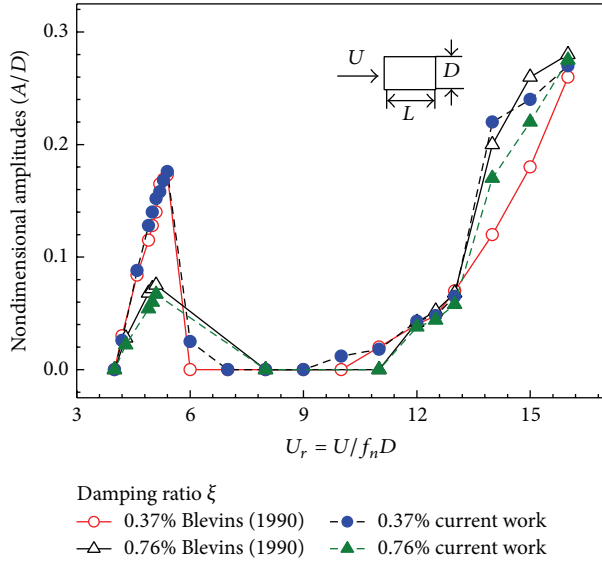 0.3
0.2
0.1
0.0
Nondimensional amplitudes (A/D)
U
D
L
3
6
9
12
15
U_r = U/f_nD
Damping ratio ξ
0.37% Blevins (1990)
0.37% current work
0.76% Blevins (1990)
0.76% current work